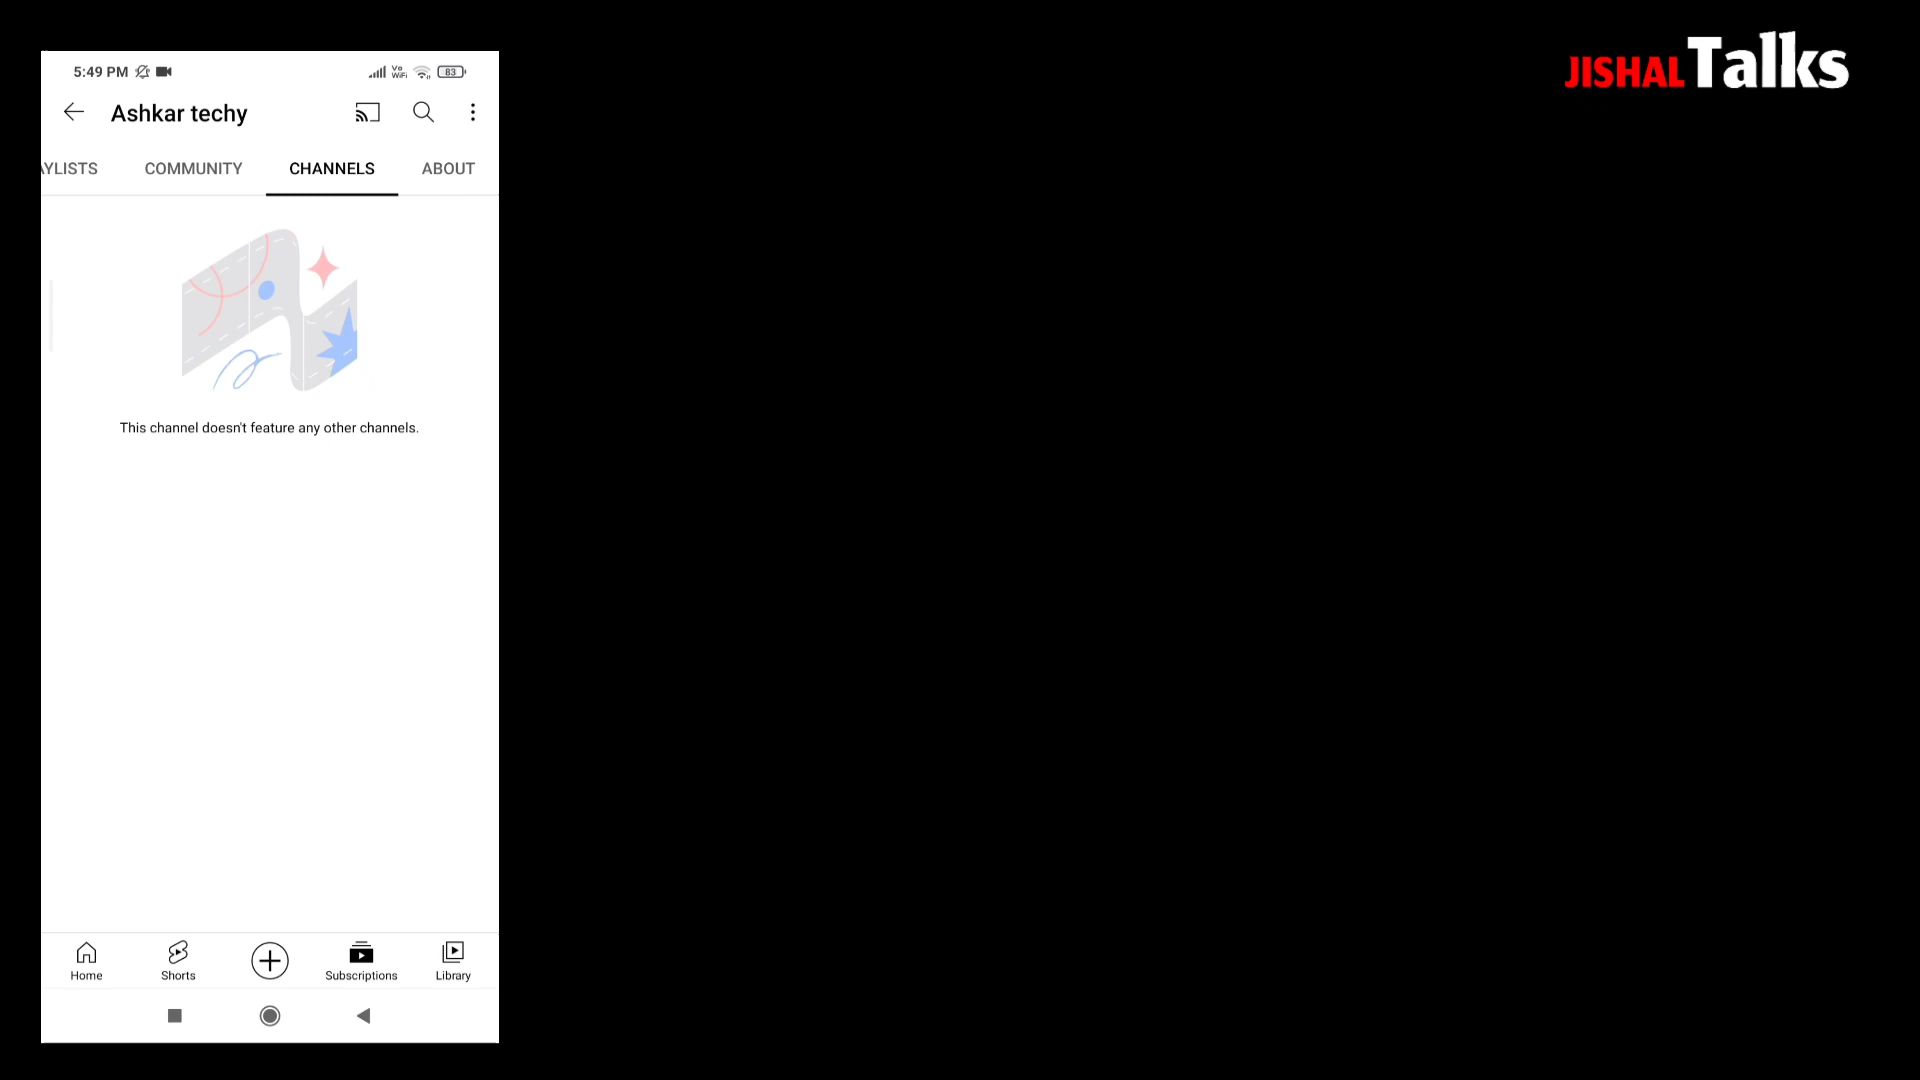 5:49 PM
Vo WiFi
83
JISHAL Talks
Ashkar techy
AYLISTS COMMUNITY CHANNELS ABOUT
This channel doesn't feature any other channels.
Home Shorts Subscriptions Library